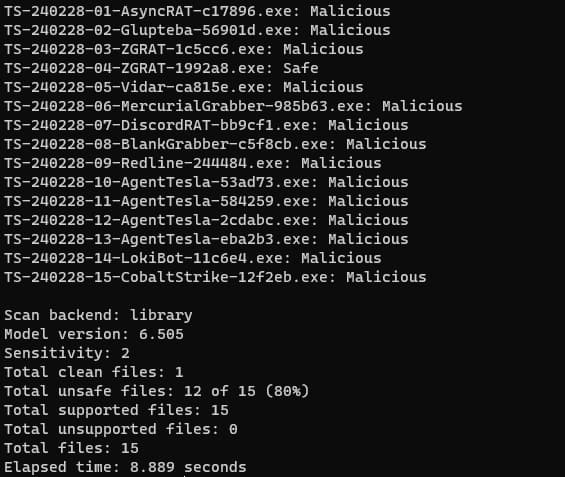 TS-240228-01-AsyncRAT-c17896.exe: Malicious
TS-240228-02-Glupteba-56901d.exe: Malicious
TS-240228-03-ZGRAT-1c5cc6.exe: Malicious
TS-240228-04-ZGRAT-1992a8.exe: Safe
TS-240228-05-Vidar-ca815e.exe: Malicious
TS-240228-06-MercurialGrabber-985b63.exe: Malicious
TS-240228-07-DiscordRAT-bb9cf1.exe: Malicious
TS-240228-08-BlankGrabber-c5f8cb.exe: Malicious
TS-240228-09-Redline-244484.exe: Malicious
TS-240228-10-AgentTesla-53ad73.exe: Malicious
TS-240228-11-AgentTesla-584259.exe: Malicious
TS-240228-12-AgentTesla-2cdabc.exe: Malicious
TS-240228-13-AgentTesla-eba2b3.exe: Malicious
TS-240228-14-LokiBot-11c6e4.exe: Malicious
TS-240228-15-CobaltStrike-12f2eb.exe: Malicious
Scan backend: library
Model version: 6.505
Sensitivity: 2
Total clean files: 1
Total unsafe files: 12 of 15 (80%)
Total supported files: 15
Total unsupported files: 0
Total files: 15
Elapsed time: 8.889 seconds